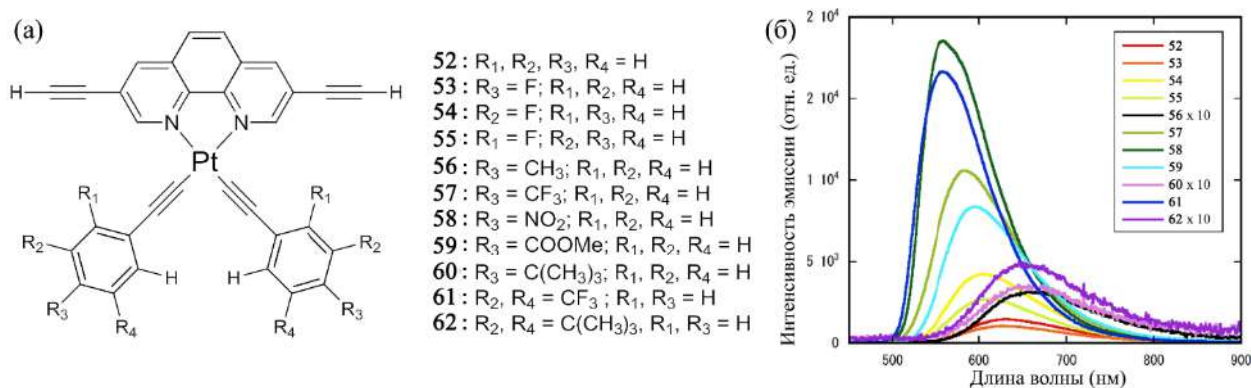 (а)
H
H
N
N
Pt
R₁
R₁
R₂
R₂
H
H
R₃
R₃
R₄
R₄
52 : R₁, R₂, R₃, R₄ = H
53 : R₃ = F; R₁, R₂, R₄ = H
54 : R₂ = F; R₁, R₃, R₄ = H
55 : R₁ = F; R₂, R₃, R₄ = H
56 : R₃ = CH₃; R₁, R₂, R₄ = H
57 : R₃ = CF₃; R₁, R₂, R₄ = H
58 : R₃ = NO₂; R₁, R₂, R₄ = H
59 : R₃ = COOMe; R₁, R₂, R₄ = H
60 : R₃ = C(CH₃)₃; R₁, R₂, R₄ = H
61 : R₂, R₄ = CF₃ ; R₁, R₃ = H
62 : R₂, R₄ = C(CH₃)₃, R₁, R₃ = H
(б)
Интенсивность эмиссии (отн. ед.)
2 10⁴
2 10⁴
1 10⁴
5 10³
0
500
600
700
800
900
Длина волны (нм)
52
53
54
55
56 x 10
57
58
59
60 x 10
61
62 x 10